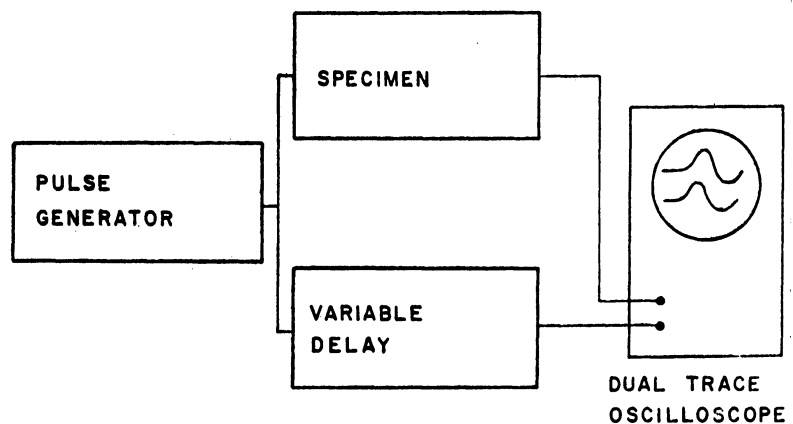 SPECIMEN
PULSE
GENERATOR
VARIABLE
DELAY
DUAL TRACE
OSCILLOSCOPE